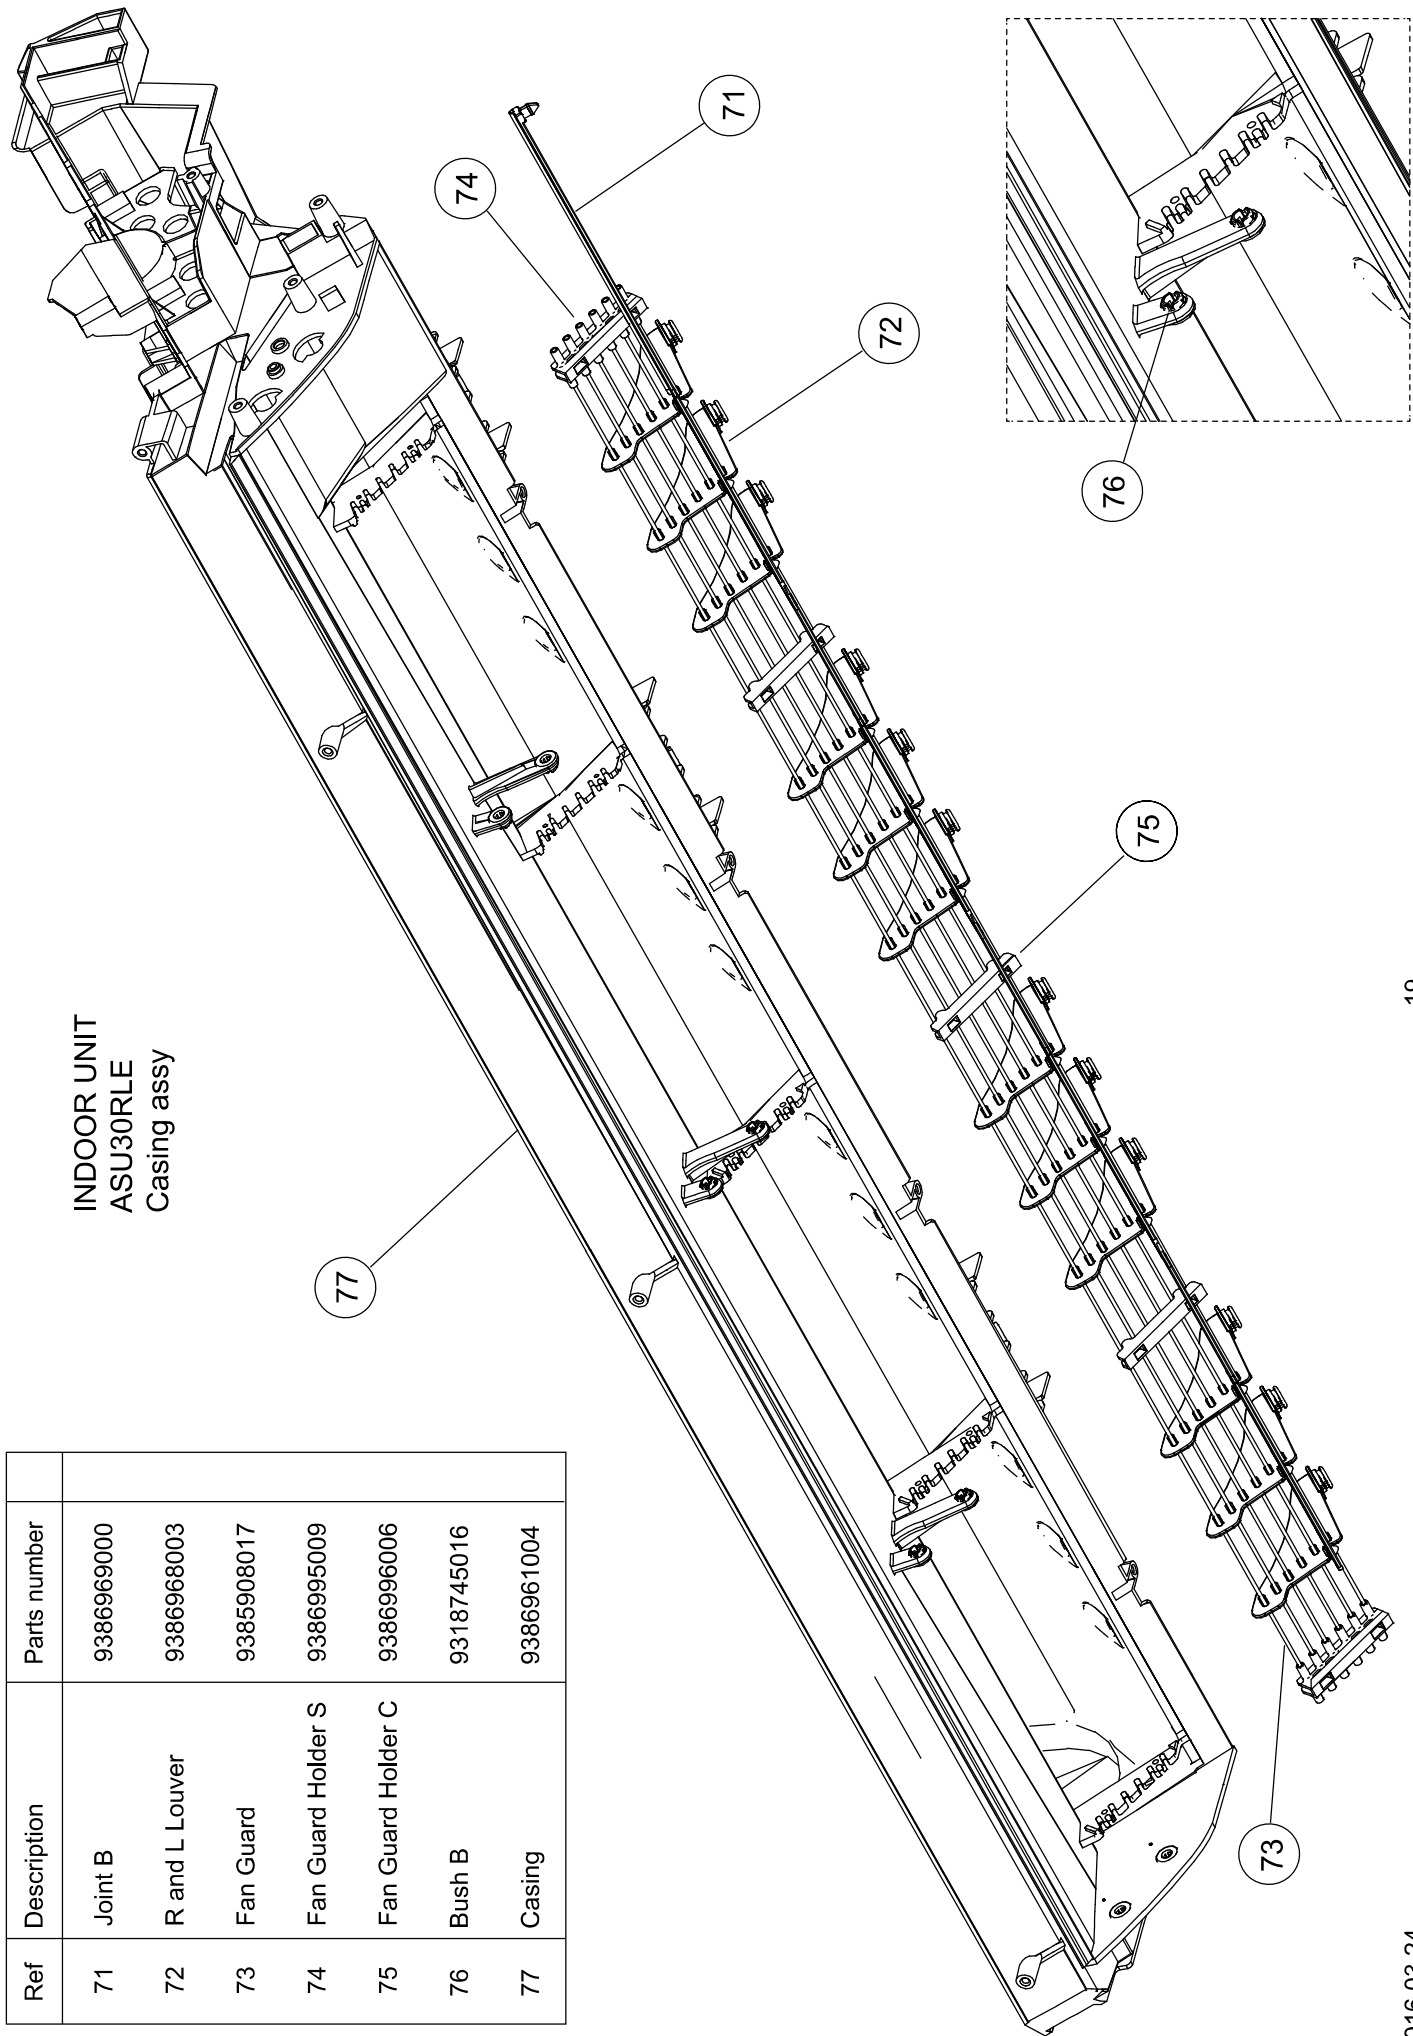 INDOOR UNIT
ASU30RLE
Casing assy
Ref Description Parts number
71 Joint B 9386969000
72 R and L Louver 9386968003
73 Fan Guard 9385908017
74 Fan Guard Holder S 9386995009
75 Fan Guard Holder C 9386996006
76 Bush B 9318745016
77 Casing 9386961004
77
74
71
72
75
76
73